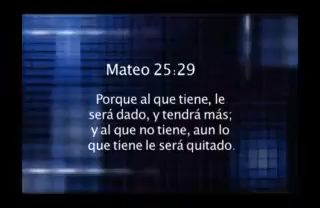 Mateo 25:29
Porque al que tiene, le
será dado, y tendrá más;
y al que no tiene, aun lo
que tiene le será quitado.